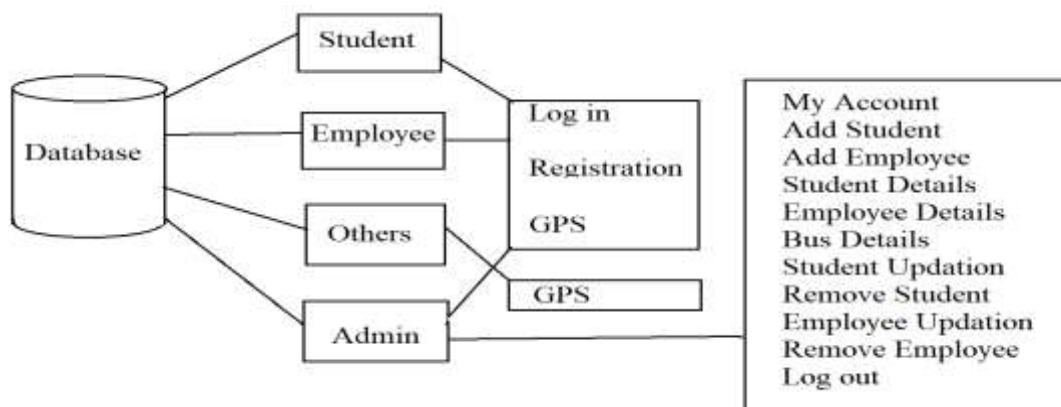 Database
Student
Employee
Others
Admin
Log in
Registration
GPS
GPS
My Account
Add Student
Add Employee
Student Details
Employee Details
Bus Details
Student Updation
Remove Student
Employee Updation
Remove Employee
Log out